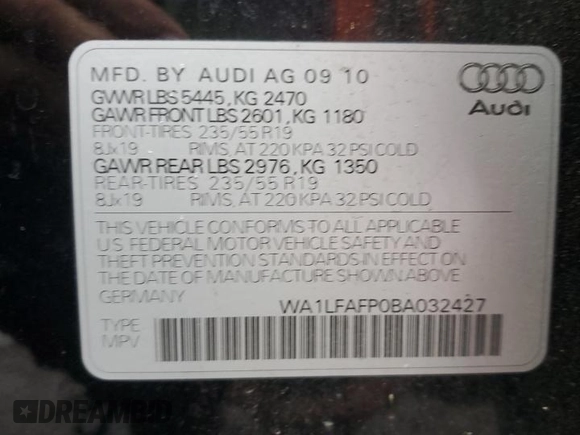 MFD. BY AUDI AG 09 10
GVWR LBS 5445, KG 2470
GAWR FRONT LBS 2601, KG 1180
FRONT-TIRES 235/55 R19
8Jx19 RIMS, AT 220 KPA 32 PSI COLD
GAWR REAR LBS 2976, KG 1350
REAR-TIRES 235/55 R19
8Jx19 RIMS, AT 220 KPA 32 PSI COLD
Audi
THIS VEHICLE CONFORMS TO ALL APPLICABLE
U.S. FEDERAL MOTOR VEHICLE SAFETY AND
THEFT PREVENTION STANDARDS IN EFFECT ON
THE DATE OF MANUFACTURE SHOWN ABOVE.
GERMANY WA1LFAFP0BA032427
TYPE
MPV
DREAMBID